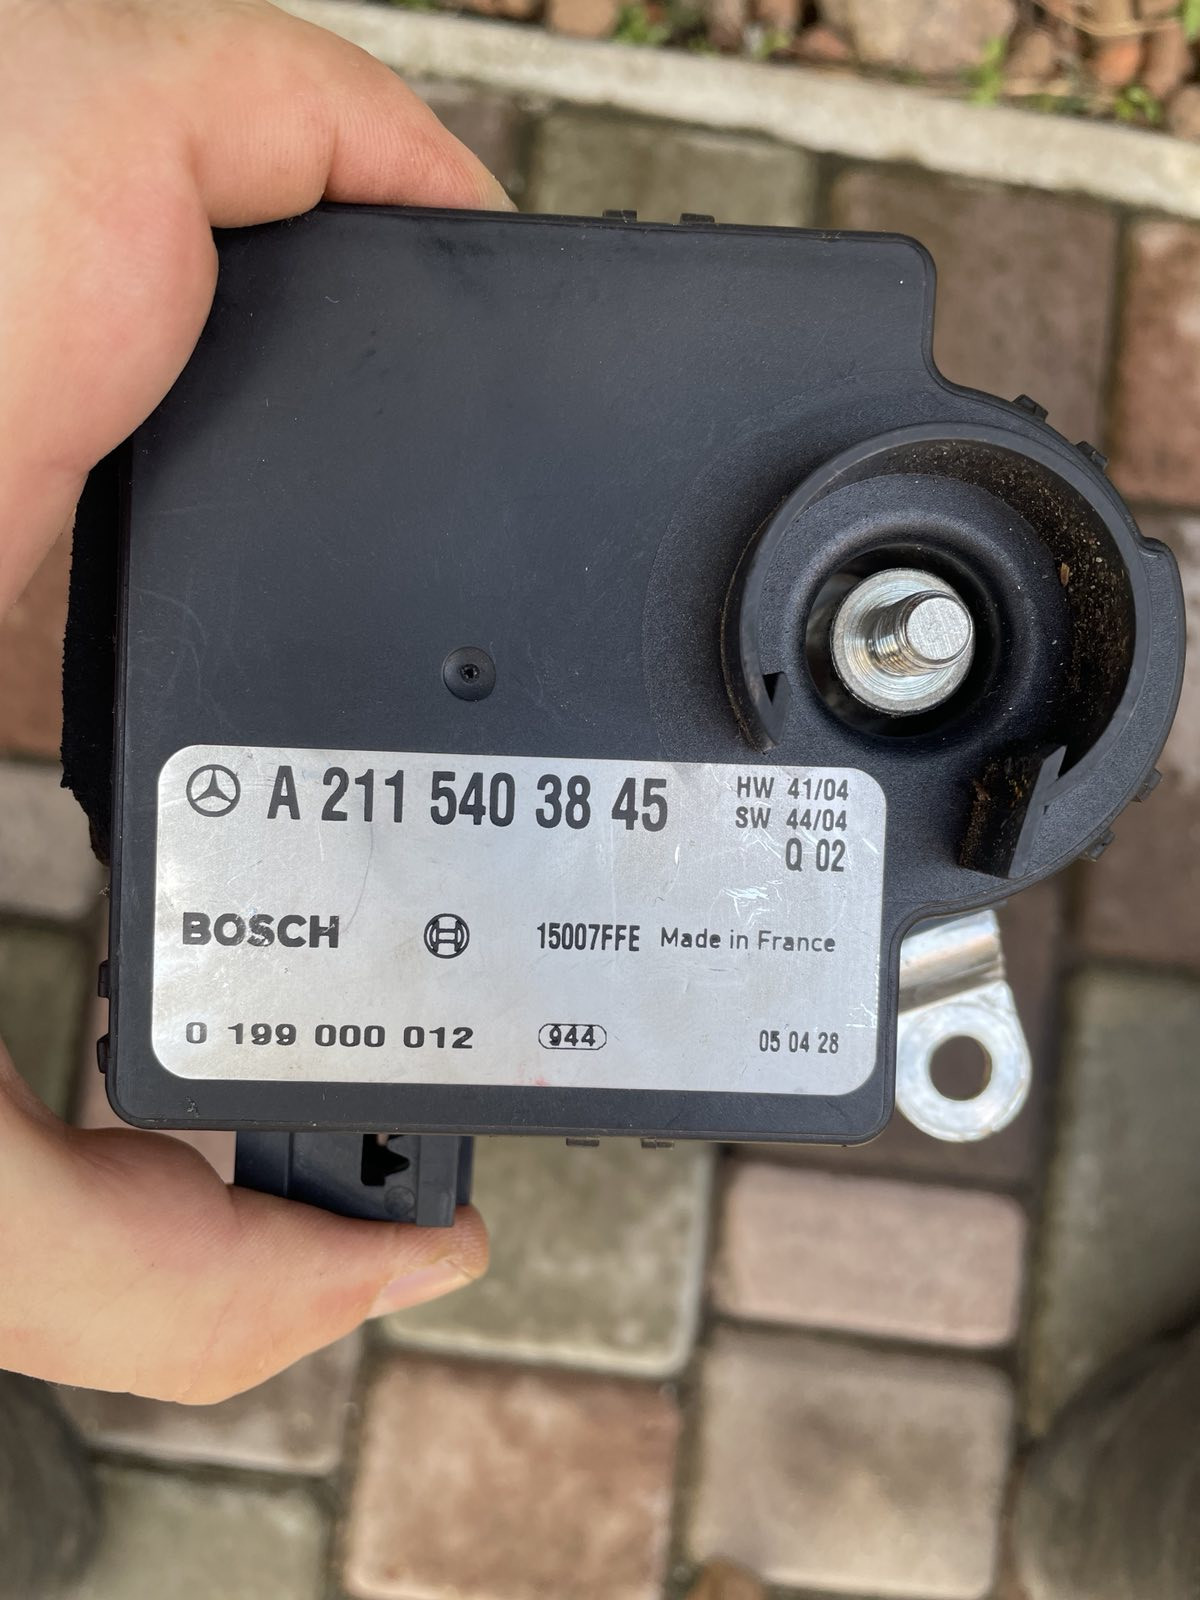 A 211 540 38 45
HW 41/04
SW 44/04
Q 02
BOSCH 15007FFE Made in France
0 199 000 012 944 05 04 28